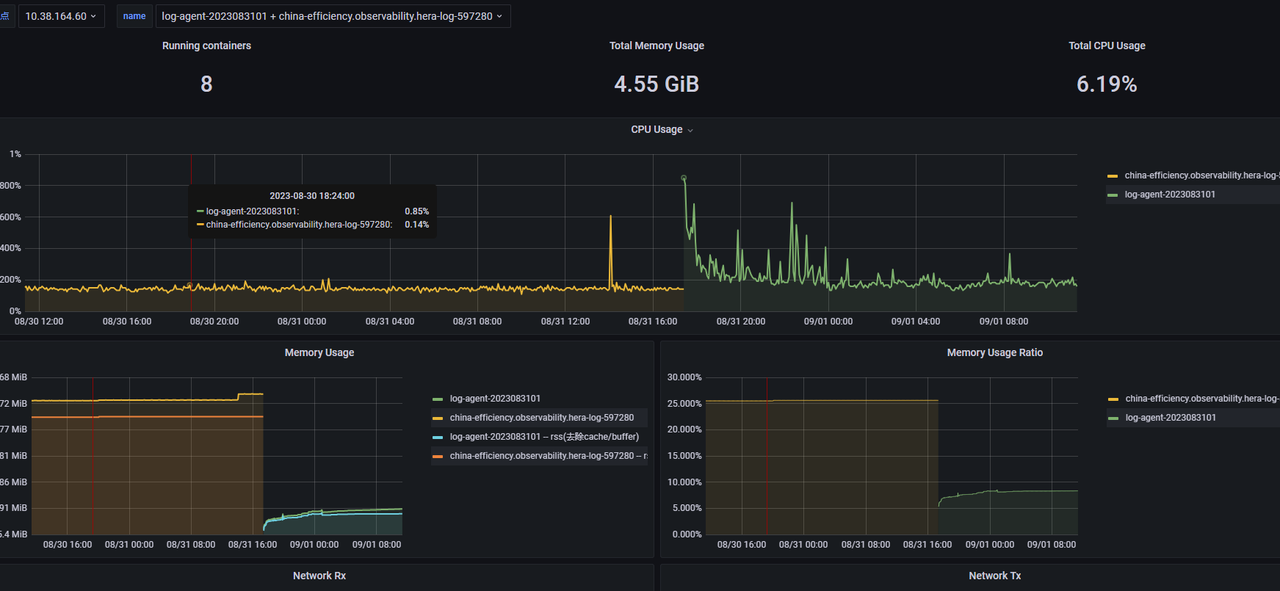 点 10.38.164.60 name log-agent-2023083101 + china-efficiency.observability.hera-log-597280
Running containers
8
Total Memory Usage
4.55 GiB
Total CPU Usage
6.19%
CPU Usage
1%
800%
600%
400%
200%
0%
2023-08-30 18:24:00
log-agent-2023083101: 0.85%
china-efficiency.observability.hera-log-597280: 0.14%
08/30 12:00 08/30 16:00 08/30 20:00 08/31 00:00 08/31 04:00 08/31 08:00 08/31 12:00 08/31 16:00 08/31 20:00 09/01 00:00 09/01 04:00 09/01 08:00
china-efficiency.observability.hera-log-5
log-agent-2023083101
Memory Usage
68 MiB
72 MiB
77 MiB
81 MiB
86 MiB
91 MiB
5.4 MiB
08/30 16:00 08/31 00:00 08/31 08:00 08/31 16:00 09/01 00:00 09/01 08:00
log-agent-2023083101
china-efficiency.observability.hera-log-597280
log-agent-2023083101 -- rss(去除cache/buffer)
china-efficiency.observability.hera-log-597280 -- r
Memory Usage Ratio
30.000%
25.000%
20.000%
15.000%
10.000%
5.000%
0.000%
08/30 16:00 08/31 00:00 08/31 08:00 08/31 16:00 09/01 00:00 09/01 08:00
china-efficiency.observability.hera-log-
log-agent-2023083101
Network Rx
Network Tx